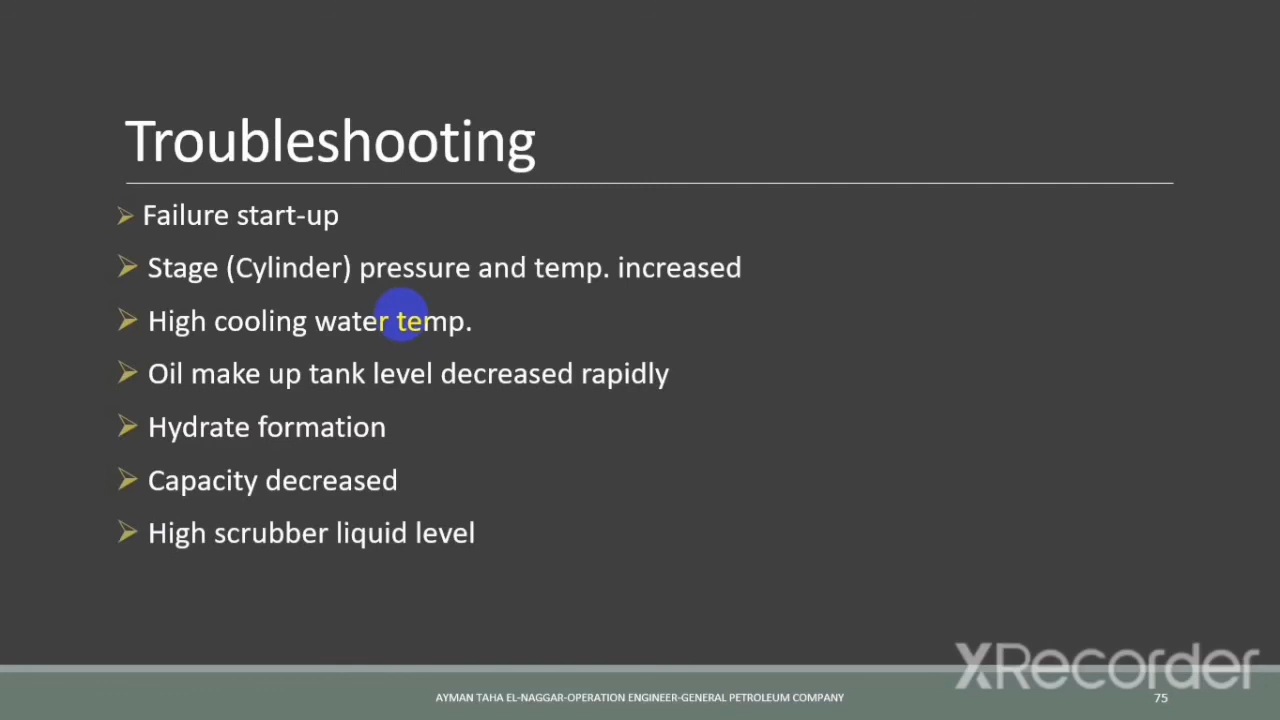 Troubleshooting
Failure start-up
Stage (Cylinder) pressure and temp. increased
High cooling water temp.
Oil make up tank level decreased rapidly
Hydrate formation
Capacity decreased
High scrubber liquid level
XRecorder
AYMAN TAHA EL-NAGGAR-OPERATION ENGINEER-GENERAL PETROLEUM COMPANY
75